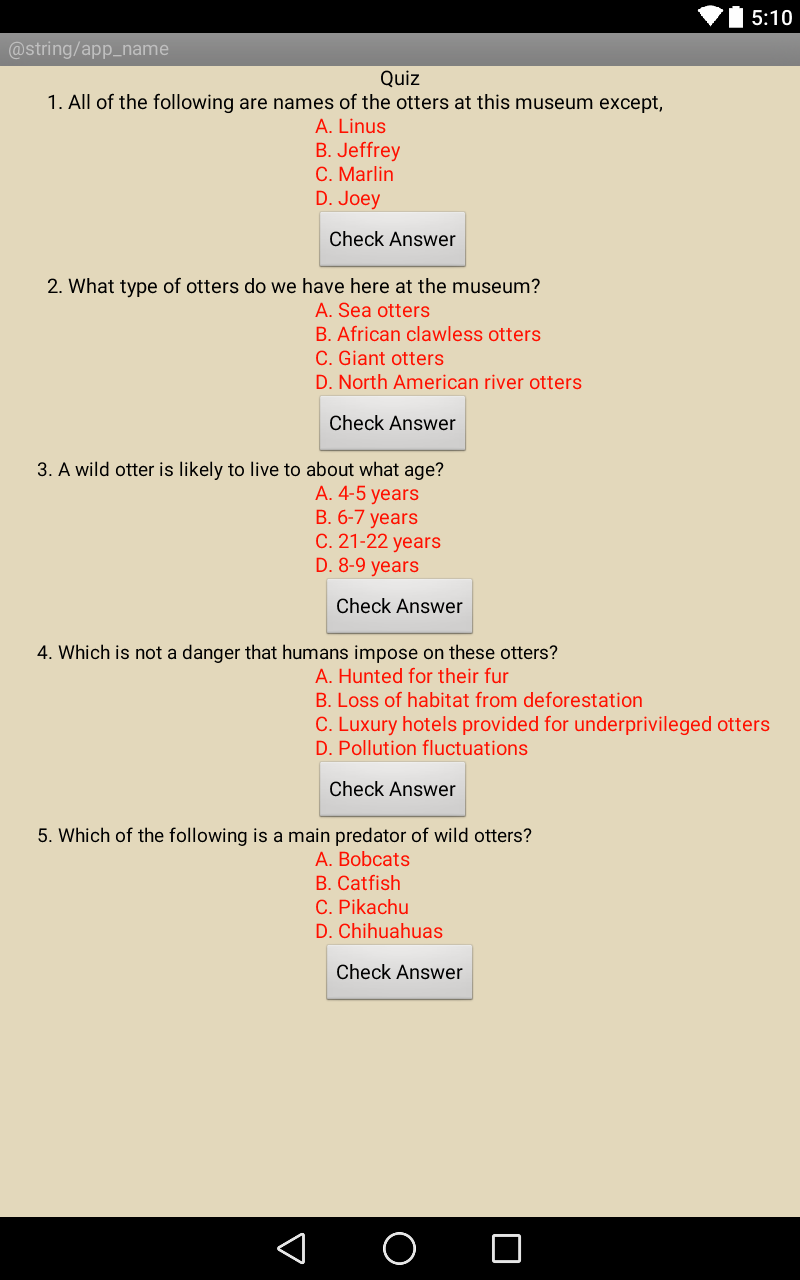 5:10
@string/app_name
Quiz
1. All of the following are names of the otters at this museum except,
A. Linus
B. Jeffrey
C. Marlin
D. Joey
Check Answer
2. What type of otters do we have here at the museum?
A. Sea otters
B. African clawless otters
C. Giant otters
D. North American river otters
Check Answer
3. A wild otter is likely to live to about what age?
A. 4-5 years
B. 6-7 years
C. 21-22 years
D. 8-9 years
Check Answer
4. Which is not a danger that humans impose on these otters?
A. Hunted for their fur
B. Loss of habitat from deforestation
C. Luxury hotels provided for underprivileged otters
D. Pollution fluctuations
Check Answer
5. Which of the following is a main predator of wild otters?
A. Bobcats
B. Catfish
C. Pikachu
D. Chihuahuas
Check Answer